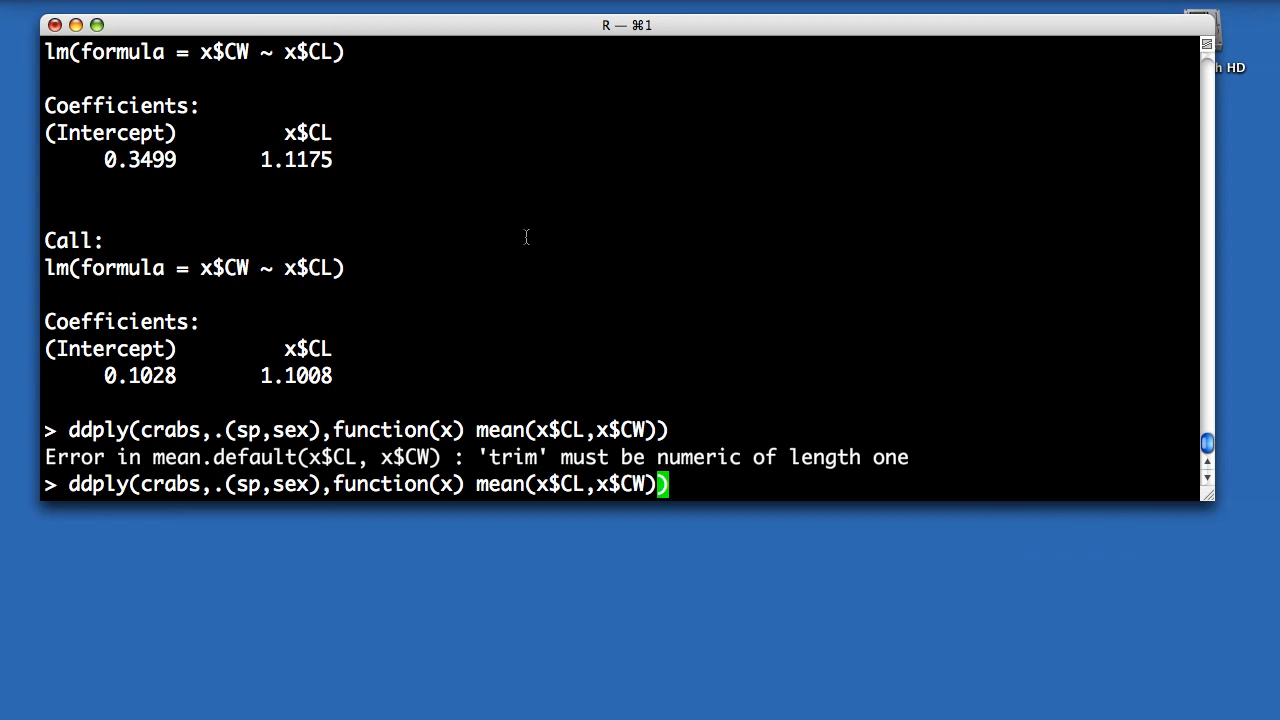 R — ⌘1
h HD
lm(formula = x$CW ~ x$CL)
Coefficients:
(Intercept) x$CL
0.3499 1.1175
Call:
lm(formula = x$CW ~ x$CL)
Coefficients:
(Intercept) x$CL
0.1028 1.1008
> ddply(crabs,.(sp,sex),function(x) mean(x$CL,x$CW))
Error in mean.default(x$CL, x$CW) : 'trim' must be numeric of length one
> ddply(crabs,.(sp,sex),function(x) mean(x$CL,x$CW))